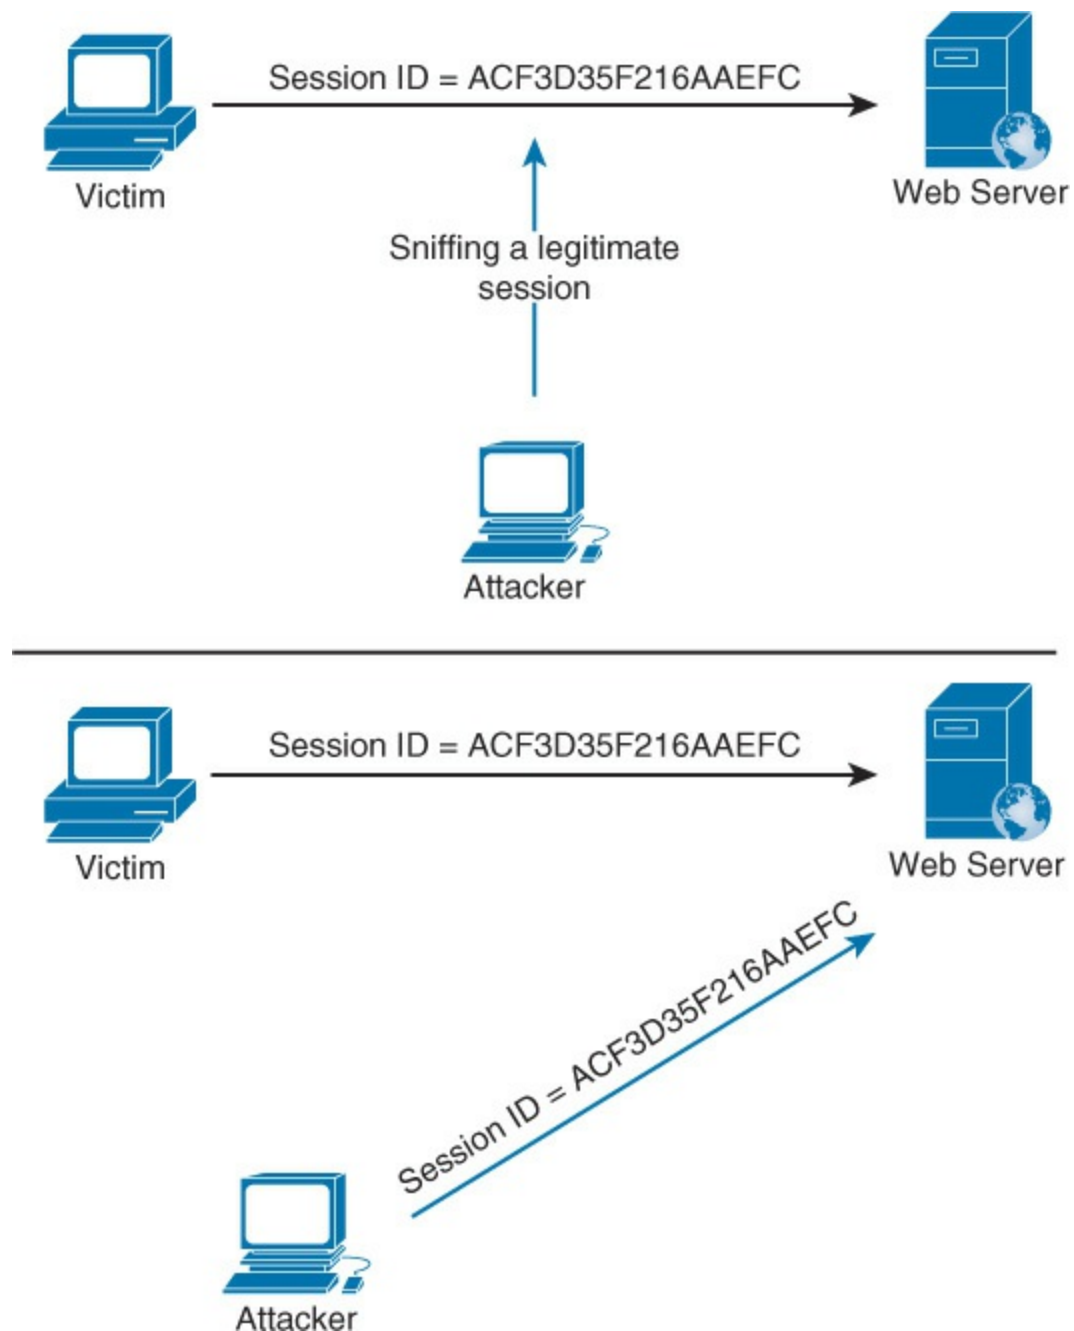 Session ID = ACF3D35F216AAEFC
Victim
Web Server
Sniffing a legitimate
session
Attacker
Session ID = ACF3D35F216AAEFC
Victim
Web Server
Session ID = ACF3D35F216AAEFC
Attacker